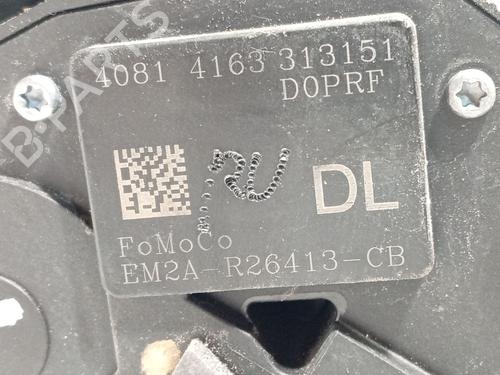 4081 4163 313151
D0PRF
DL
FoMoCo
EM2A-R26413-CB
B-PARTS